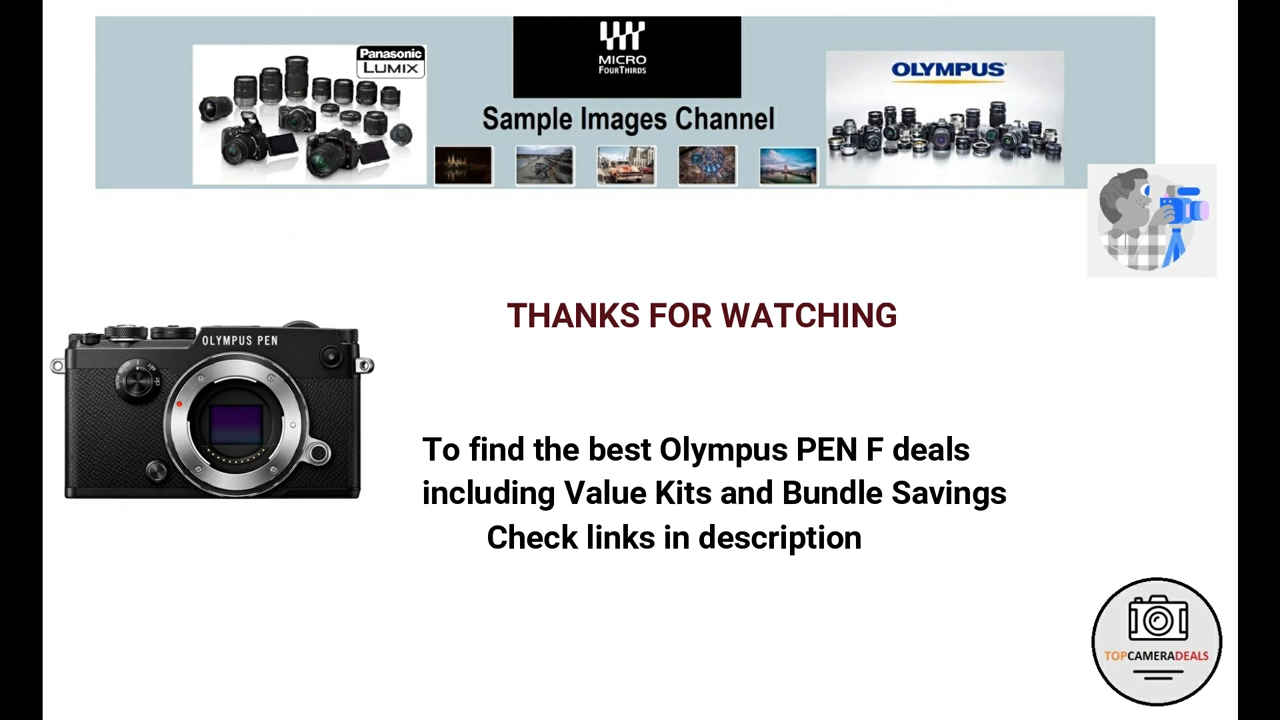 Panasonic
LUMIX
MICRO
FOURTHIRDS
OLYMPUS
Sample Images Channel
THANKS FOR WATCHING
OLYMPUS PEN
To find the best Olympus PEN F deals
including Value Kits and Bundle Savings
Check links in description
TOPCAMERADEALS